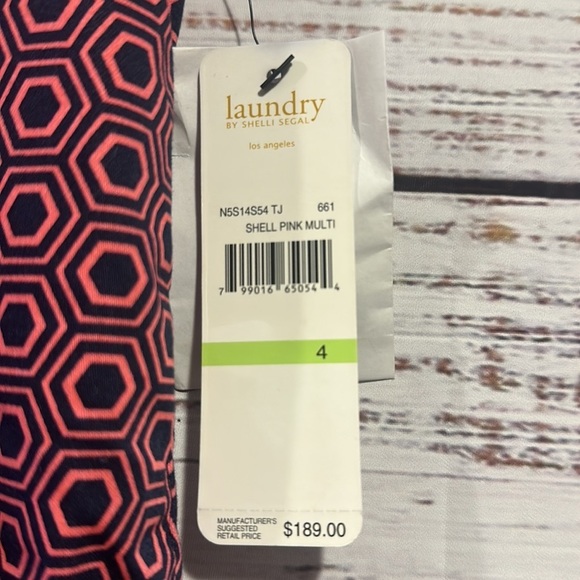 laundry
BY SHELLI SEGAL
los angeles
N5S14S54 TJ 661
SHELL PINK MULTI
7 99016 65054 4
4
MANUFACTURER'S
SUGGESTED
RETAIL PRICE
$189.00